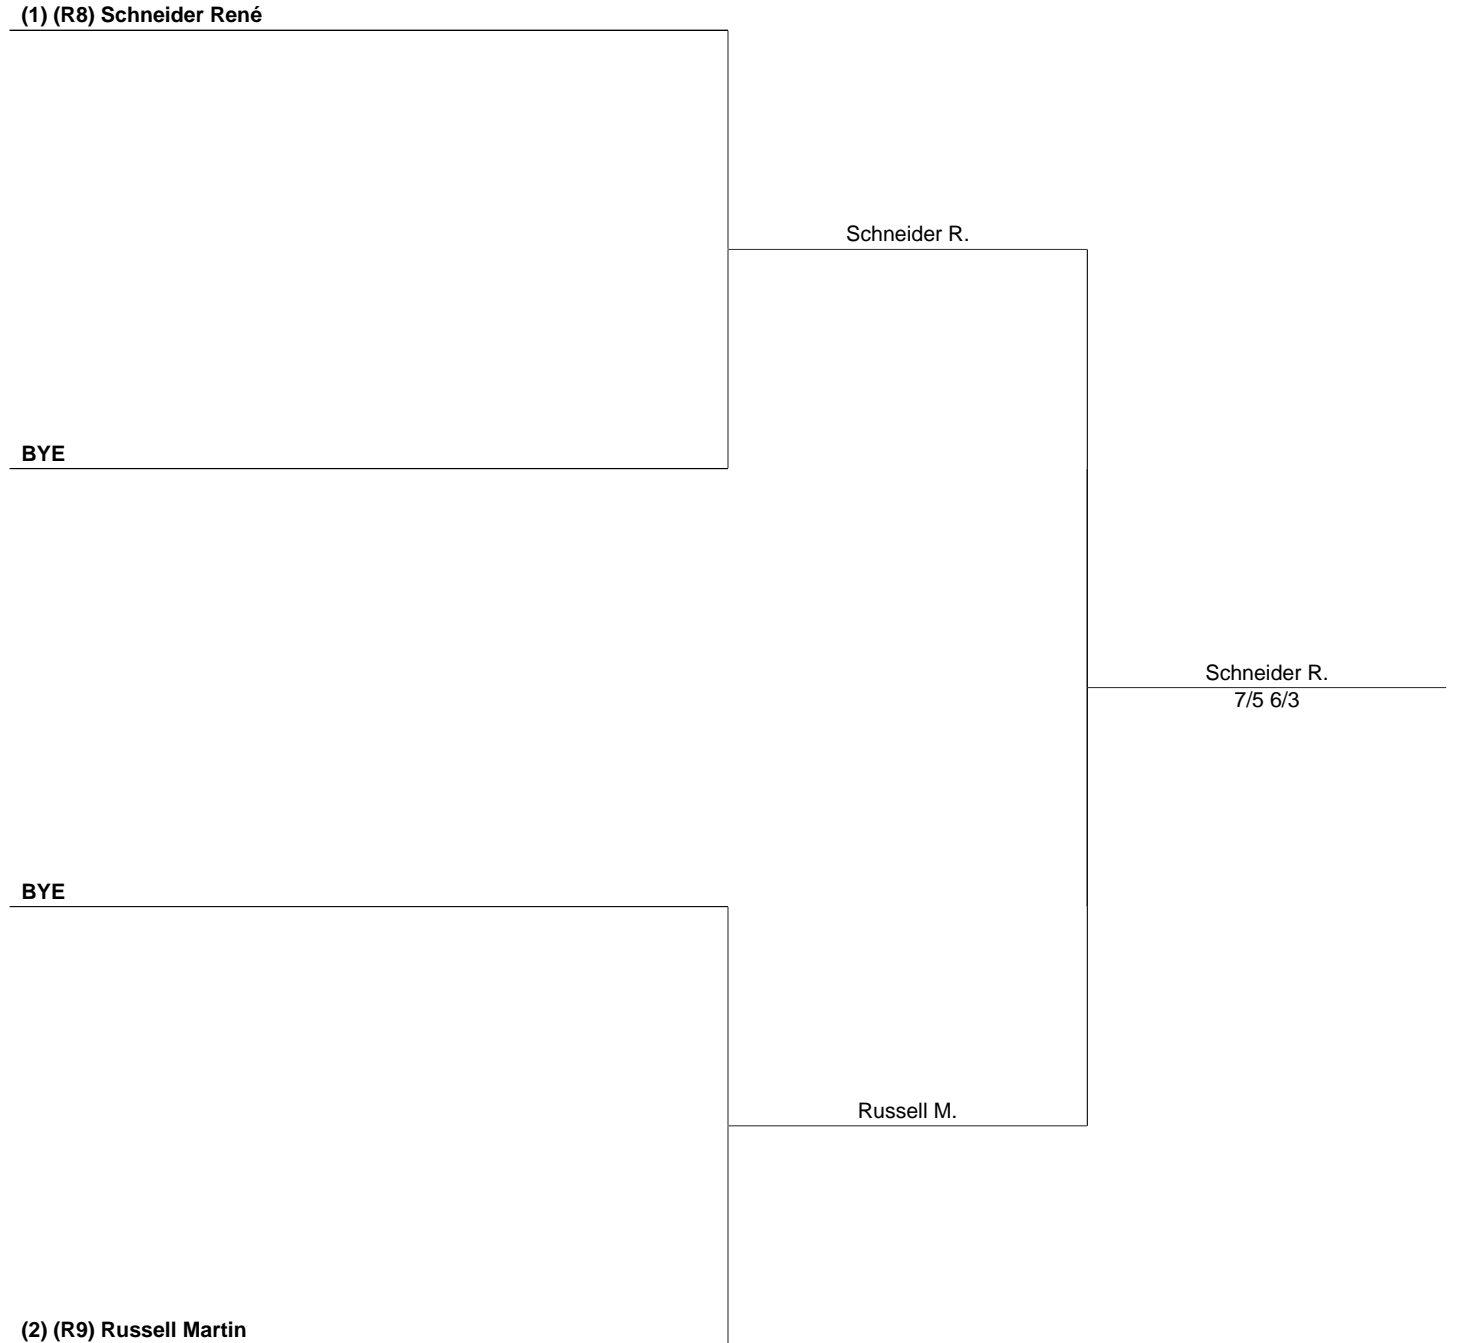 (1) (R8) Schneider René
Schneider R.
BYE
Schneider R.
7/5 6/3
BYE
Russell M.
(2) (R9) Russell Martin